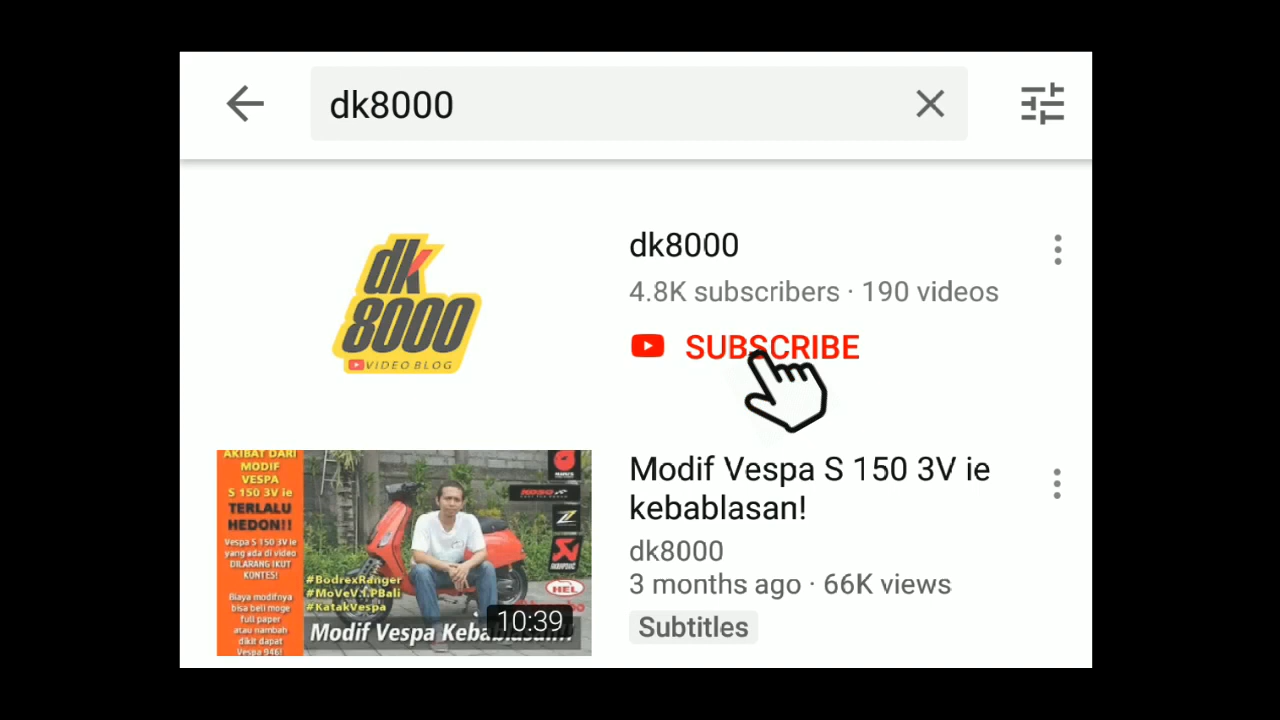 dk8000
dk
8000
VIDEO BLOG
dk8000
4.8K subscribers · 190 videos
SUBSCRIBE
AKIBAT DARI
MODIF
VESPA
S 150 3V ie
TERLALU
HEDON!!
Vespa S 150 3V ie
yang ada di video
DILARANG IKUT
KONTES!
Biaya modifnya
bisa beli moge
full paper
atau nambah
dikit dapat
Vespa 946!
#BodrexRanger
#MoVeV.I.PBali
#KatakVespa
Modif Vespa
HEL
10:39
Modif Vespa S 150 3V ie
kebablasan!
dk8000
3 months ago · 66K views
Subtitles